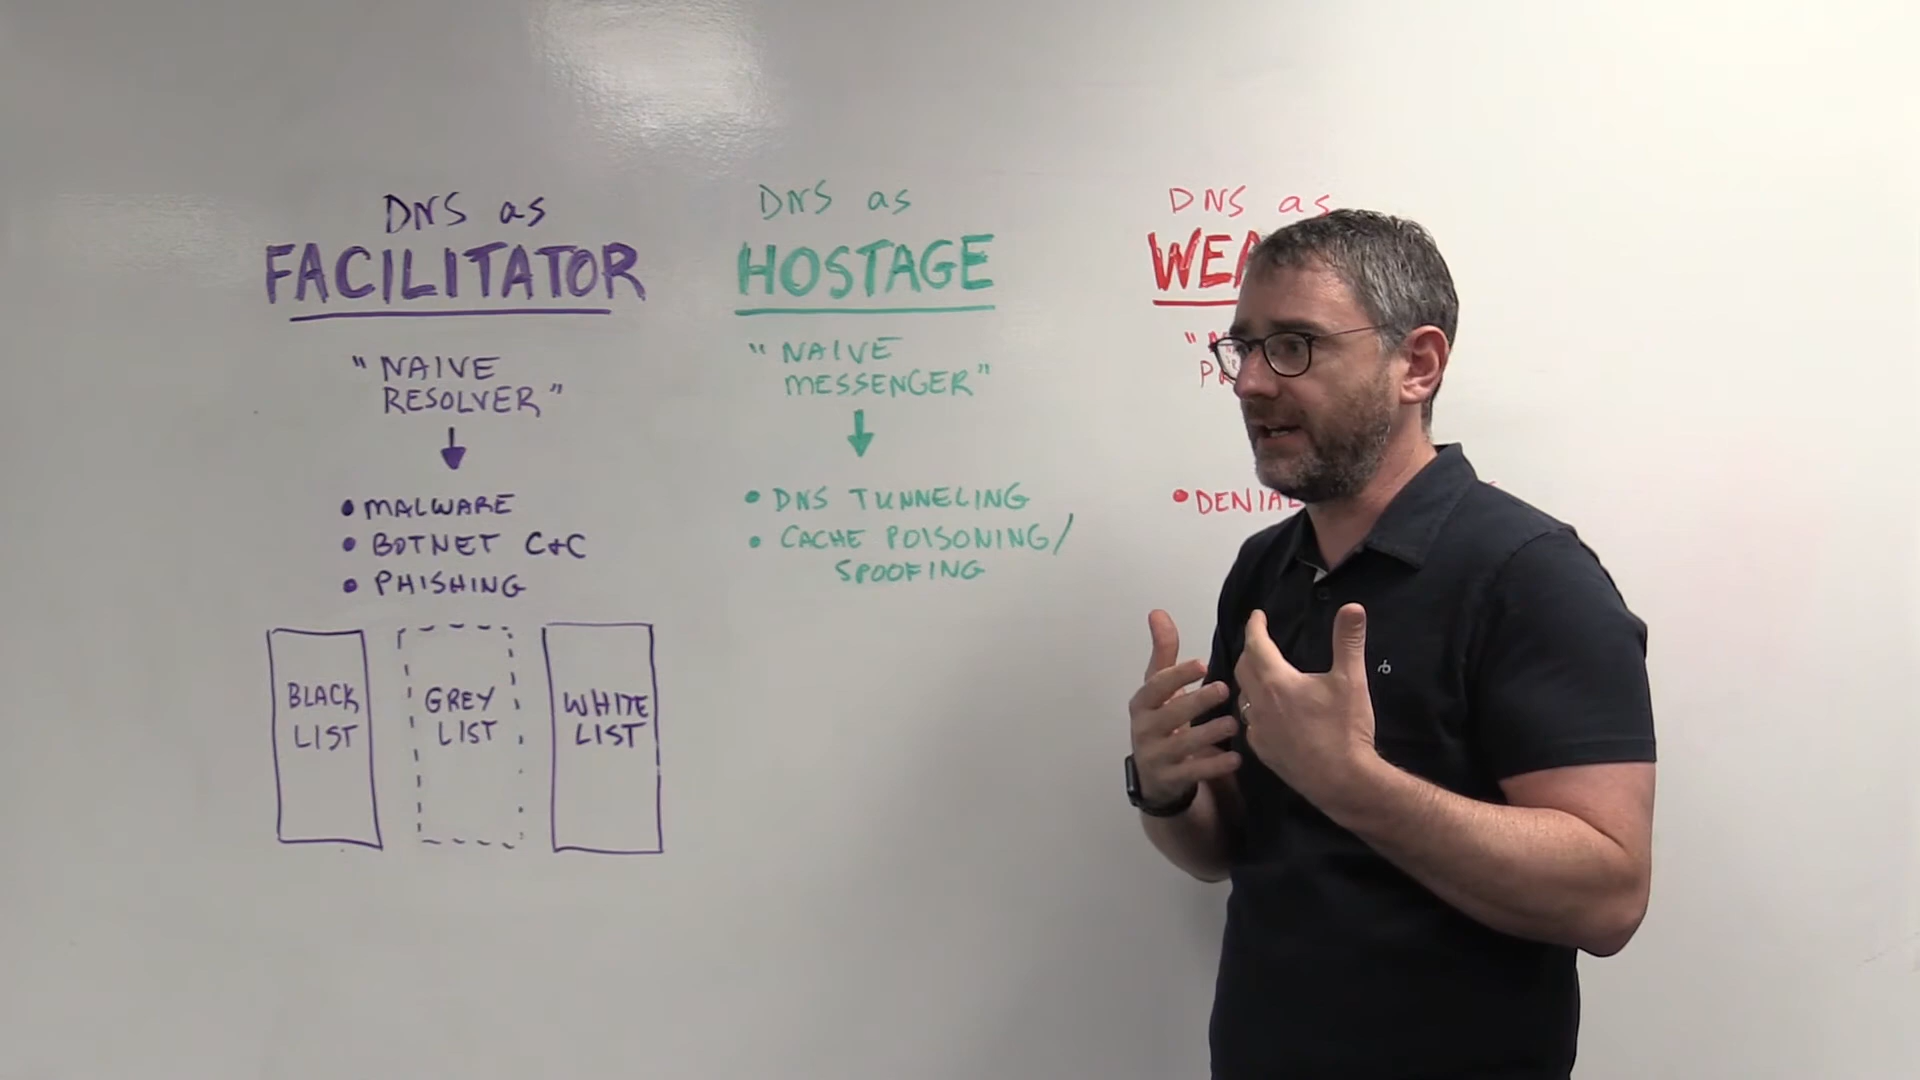 DNS as
FACILITATOR
"NAIVE
RESOLVER"
• MALWARE
• BOTNET C+C
• PHISHING
BLACK
LIST
GREY
LIST
WHITE
LIST
DNS as
HOSTAGE
"NAIVE
MESSENGER"
• DNS TUNNELING
• CACHE POISONING/
SPOOFING
DNS as